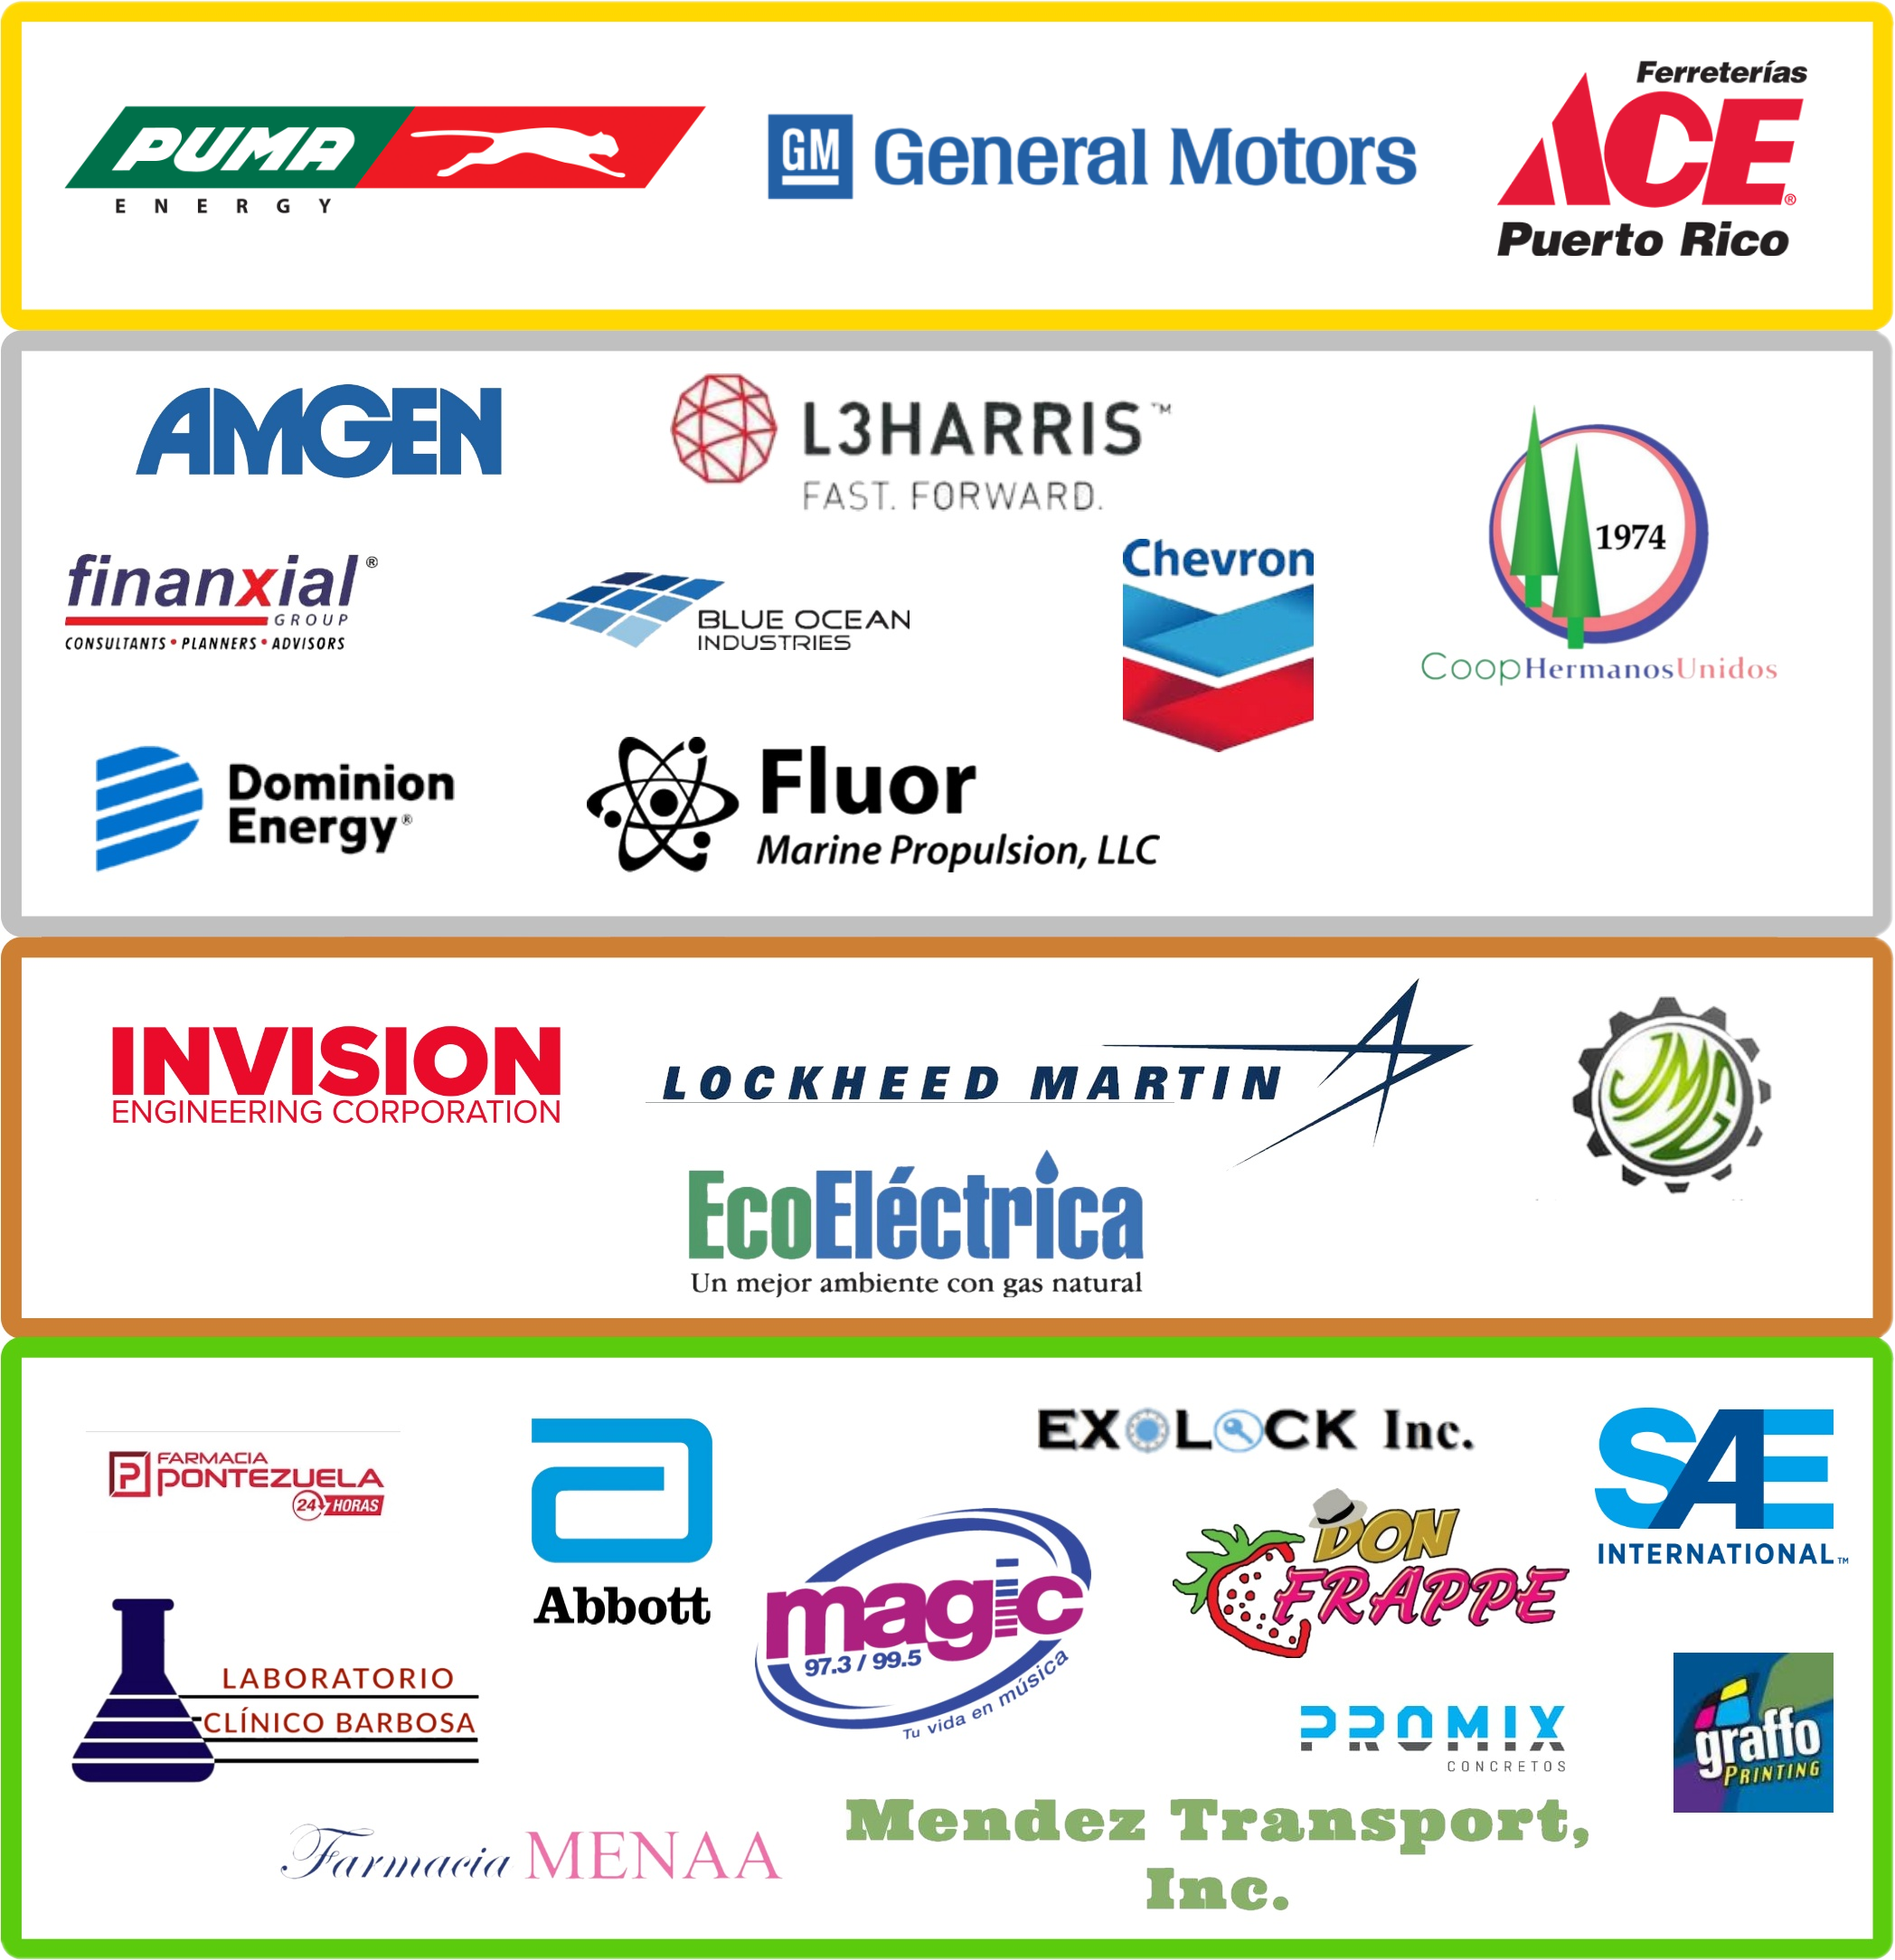 PUMA
ENERGY
GM General Motors
Ferreterías
ACE®
Puerto Rico
AMGEN
L3HARRIS™
FAST. FORWARD.
1974
CoopHermanosUnidos
finanxial®
GROUP
CONSULTANTS • PLANNERS • ADVISORS
BLUE OCEAN
INDUSTRIES
Chevron
Dominion
Energy®
Fluor
Marine Propulsion, LLC
INVISION
ENGINEERING CORPORATION
LOCKHEED MARTIN
JMG
EcoEléctrica
Un mejor ambiente con gas natural
FARMACIA
PONTEZUELA
24 HORAS
Abbott
EXOLOCK Inc.
SAE
INTERNATIONAL™
magic
97.3 / 99.5
Tu vida en música
DON
FRAPPE
LABORATORIO
CLÍNICO BARBOSA
PROMIX
CONCRETOS
graffo
PRINTING
Farmacia MENAA
Mendez Transport,
Inc.